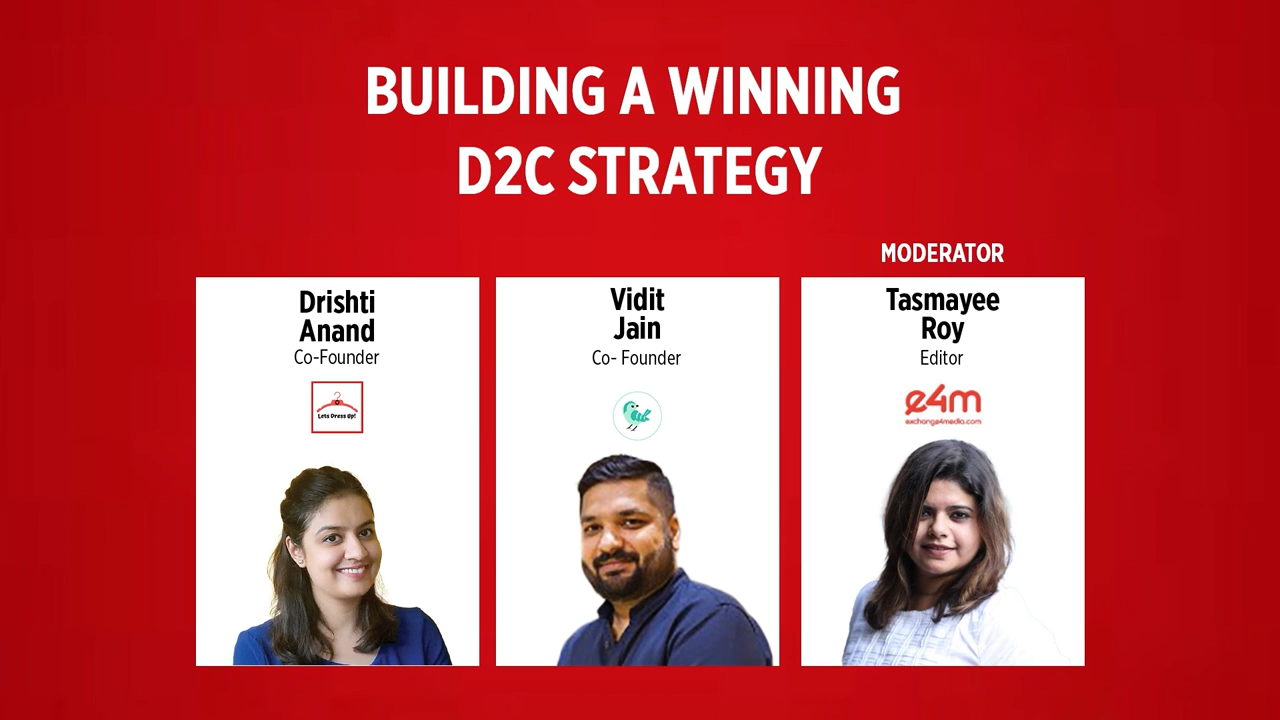 BUILDING A WINNING
D2C STRATEGY
MODERATOR
Drishti
Anand
Co-Founder
Lets Dress Up!
Vidit
Jain
Co- Founder
Tasmayee
Roy
Editor
e4m
exchange4media.com